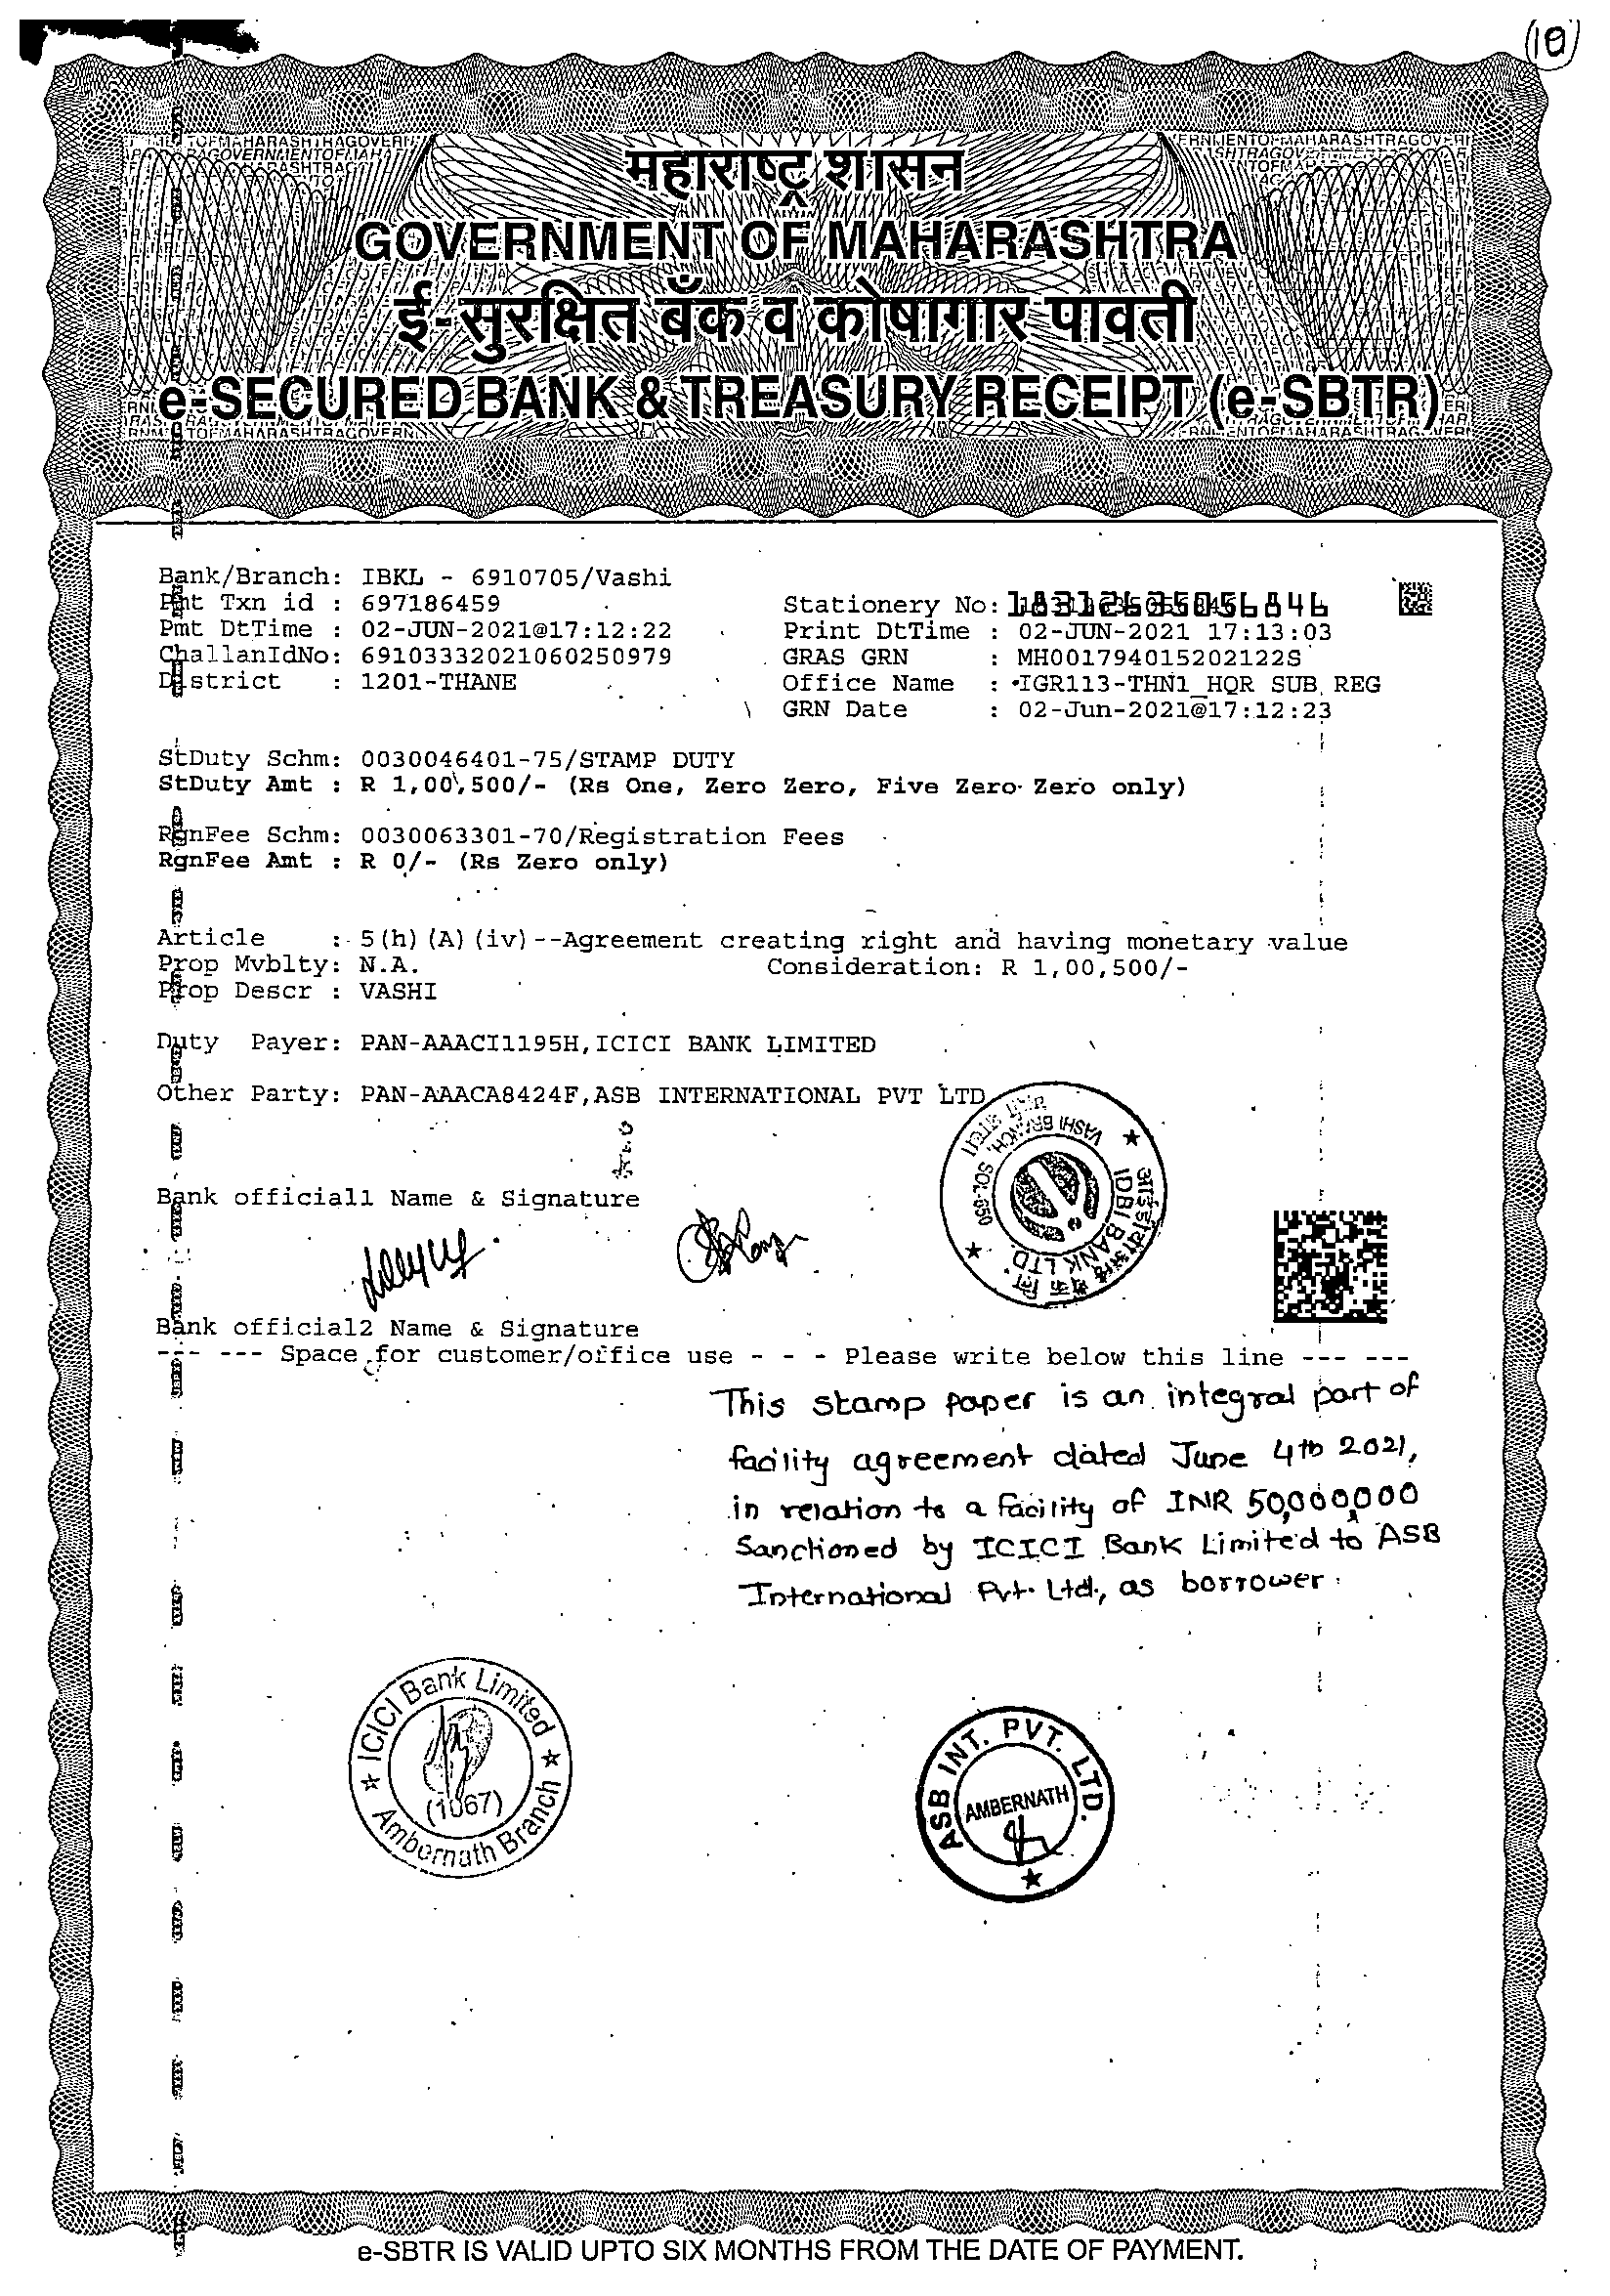 (10)
महाराष्ट्र शासन
GOVERNMENT OF MAHARASHTRA
ई-सुरक्षित बँक व कोषागार पावती
e-SECURED BANK & TREASURY RECEIPT (e-SBTR)
Bank/Branch: IBKL - 6910705/Vashi
Pmt Txn id : 697186459 Stationery No:
Pmt DtTime : 02-JUN-2021@17:12:22 Print DtTime : 02-JUN-2021 17:13:03
ChallanIdNo: 69103332021060250979 GRAS GRN : MH001794015202122S
District : 1201-THANE Office Name : IGR113-THN1_HQR SUB REG
GRN Date : 02-Jun-2021@17:12:23
StDuty Schm: 0030046401-75/STAMP DUTY
StDuty Amt : R 1,00,500/- (Rs One, Zero Zero, Five Zero Zero only)
RgnFee Schm: 0030063301-70/Registration Fees
RgnFee Amt : R 0/- (Rs Zero only)
Article : 5(h)(A)(iv)--Agreement creating right and having monetary value
Prop Mvblty: N.A. Consideration: R 1,00,500/-
Prop Descr : VASHI
Duty Payer: PAN-AAACI1195H,ICICI BANK LIMITED
Other Party: PAN-AAACA8424F,ASB INTERNATIONAL PVT LTD
VASHI BRANCH, SOL-650
IDBI BANK LTD.
Bank official1 Name & Signature
Bank official2 Name & Signature
--- --- Space for customer/office use - - - Please write below this line --- ---
This stamp paper is an integral part of
facility agreement dated June 4th 2021,
in relation to a facility of INR 50,000,000
Sanctioned by ICICI Bank Limited to ASB
International Pvt. Ltd., as borrower.
ICICI Bank Limited
(1067)
Ambernath Branch
ASB INT. PVT. LTD.
AMBERNATH
e-SBTR IS VALID UPTO SIX MONTHS FROM THE DATE OF PAYMENT.